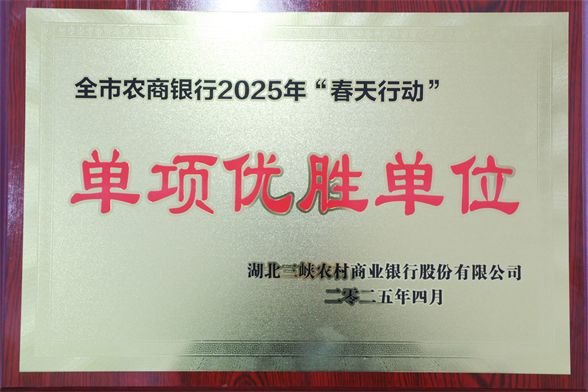 全市农商银行2025年“春天行动”
单项优胜单位
湖北三峡农村商业银行股份有限公司
二零二五年四月